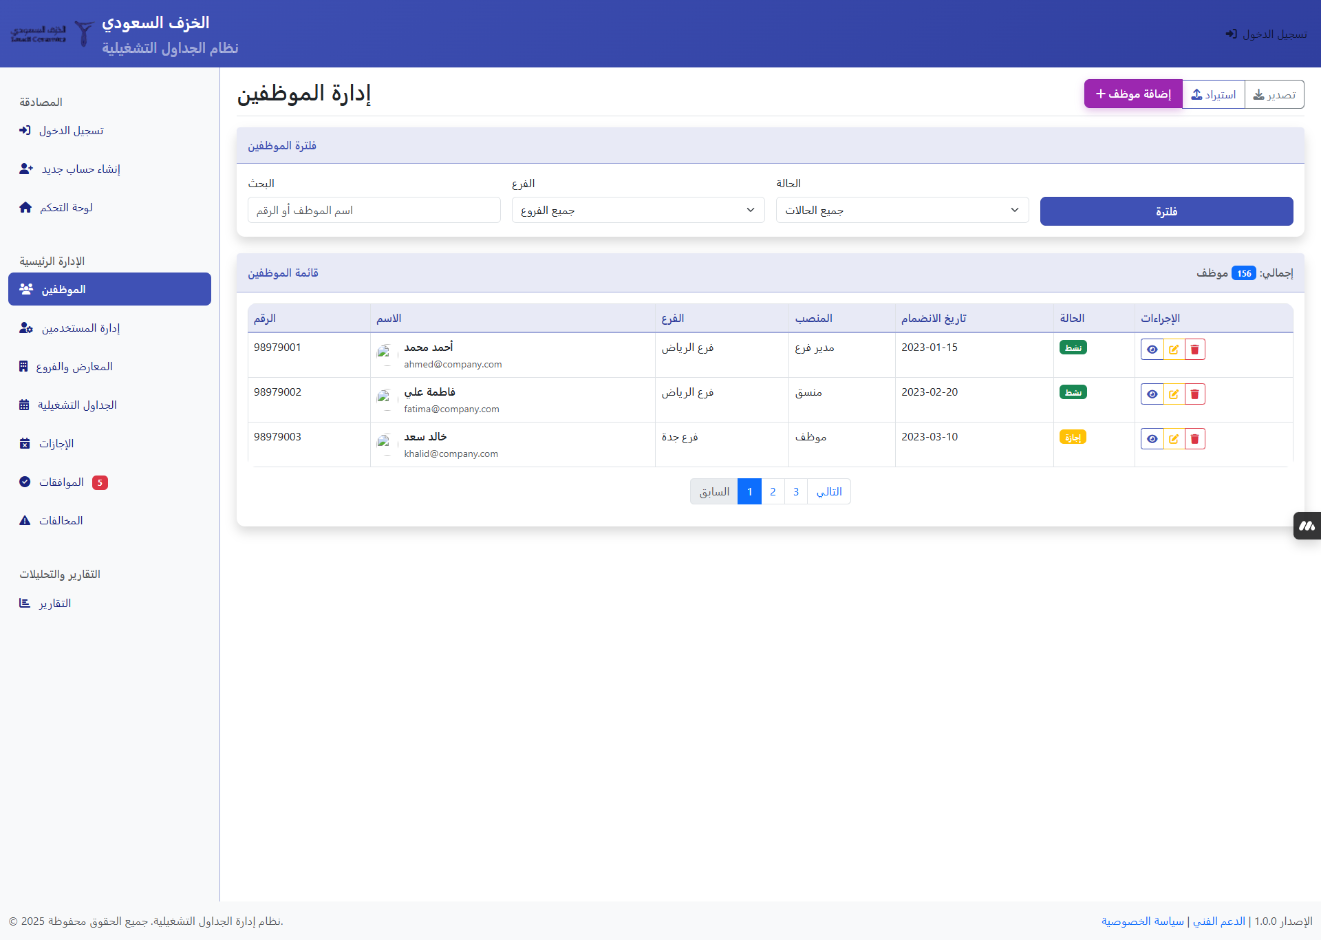 الخزف السعودي
Saudi Ceramics
الخزف السعودي
نظام الجداول التشغيلية
تسجيل الدخول
المصادقة
تسجيل الدخول
إنشاء حساب جديد
لوحة التحكم
الإدارة الرئيسية
الموظفين
إدارة المستخدمين
المعارض والفروع
الجداول التشغيلية
الإجازات
الموافقات 5
المخالفات
التقارير والتحليلات
التقارير
إدارة الموظفين
إضافة موظف
استيراد
تصدير
فلترة الموظفين
البحث
اسم الموظف أو الرقم
الفرع
جميع الفروع
الحالة
جميع الحالات
فلترة
قائمة الموظفين
إجمالي: 156 موظف
الرقم الاسم الفرع المنصب تاريخ الانضمام الحالة الإجراءات
98979001 أحمد محمد فرع الرياض مدير فرع 2023-01-15 نشط
ahmed@company.com
98979002 فاطمة علي فرع الرياض منسق 2023-02-20 نشط
fatima@company.com
98979003 خالد سعد فرع جدة موظف 2023-03-10 إجازة
khalid@company.com
السابق 1 2 3 التالي
© 2025 نظام إدارة الجداول التشغيلية. جميع الحقوق محفوظة.
الإصدار 1.0.0 | الدعم الفني | سياسة الخصوصية